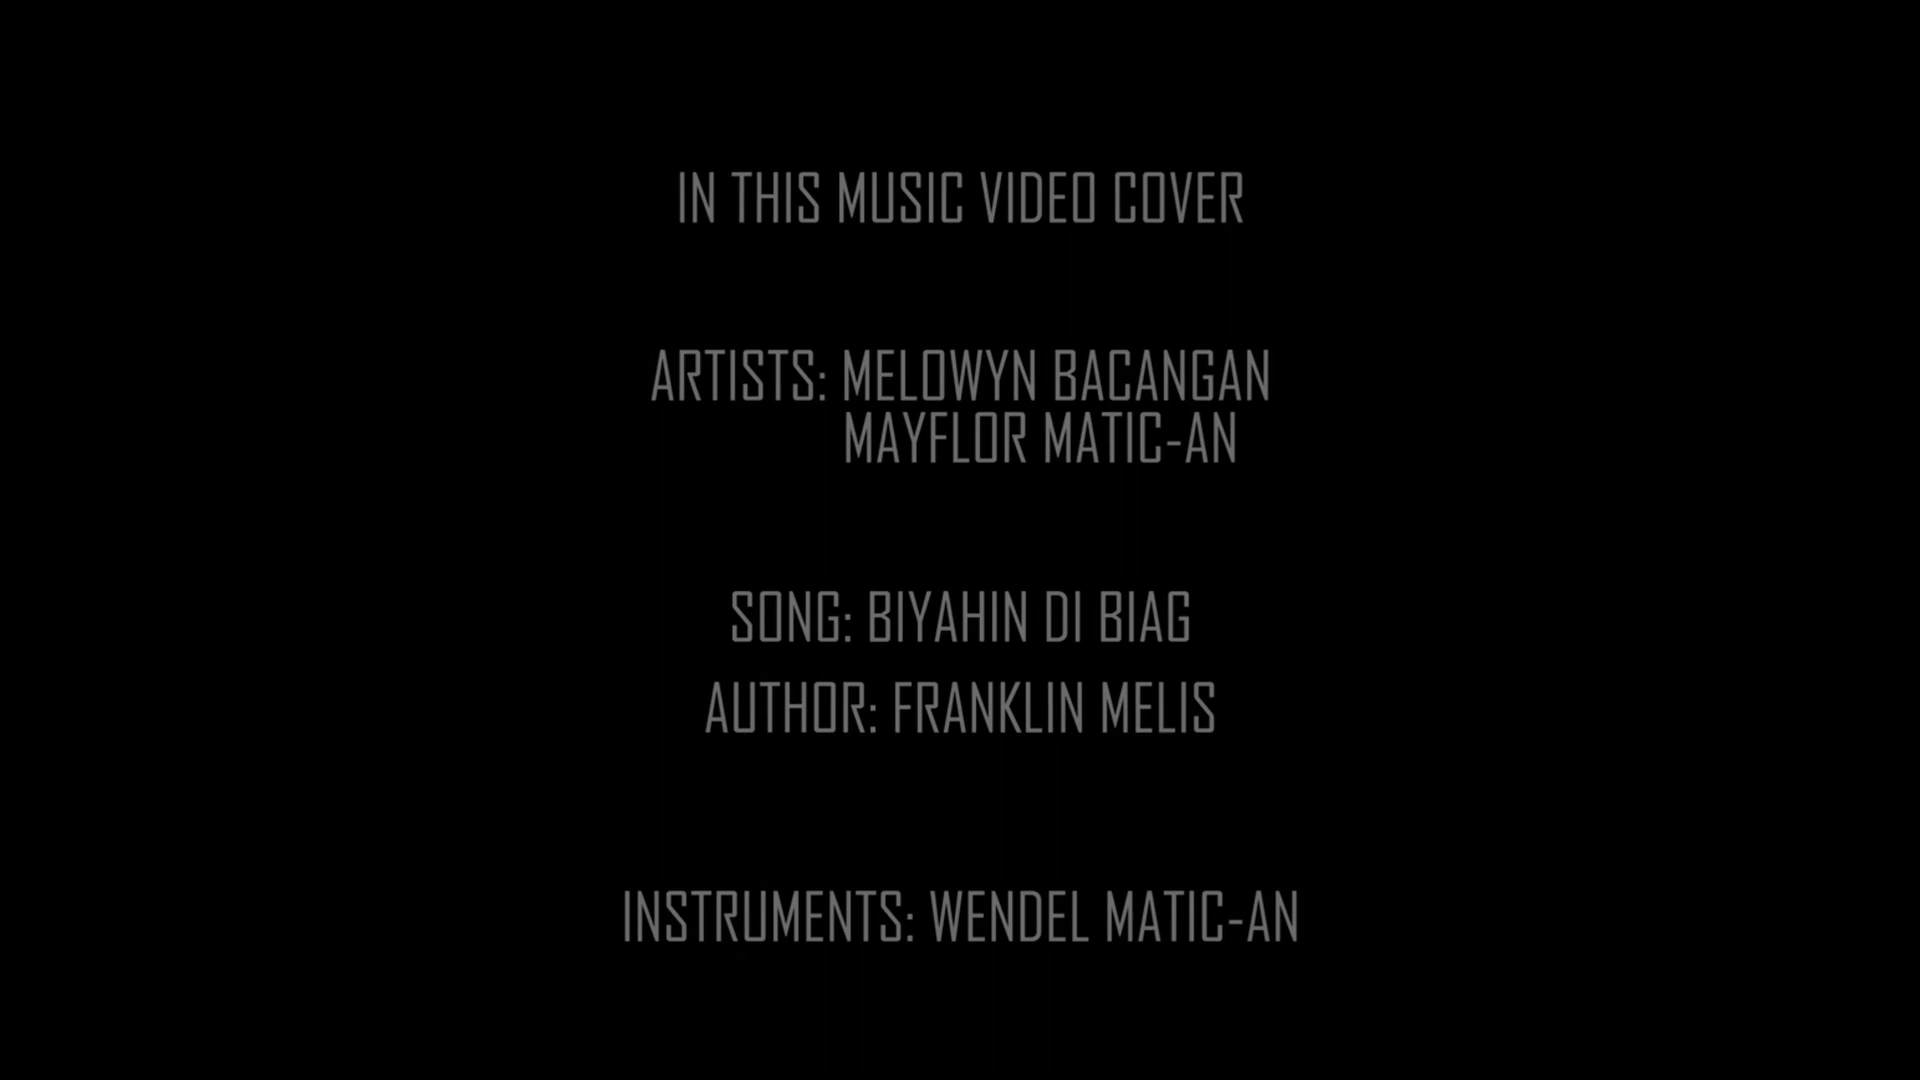 IN THIS MUSIC VIDEO COVER
ARTISTS: MELOWYN BACANGAN
MAYFLOR MATIC-AN
SONG: BIYAHIN DI BIAG
AUTHOR: FRANKLIN MELIS
INSTRUMENTS: WENDEL MATIC-AN